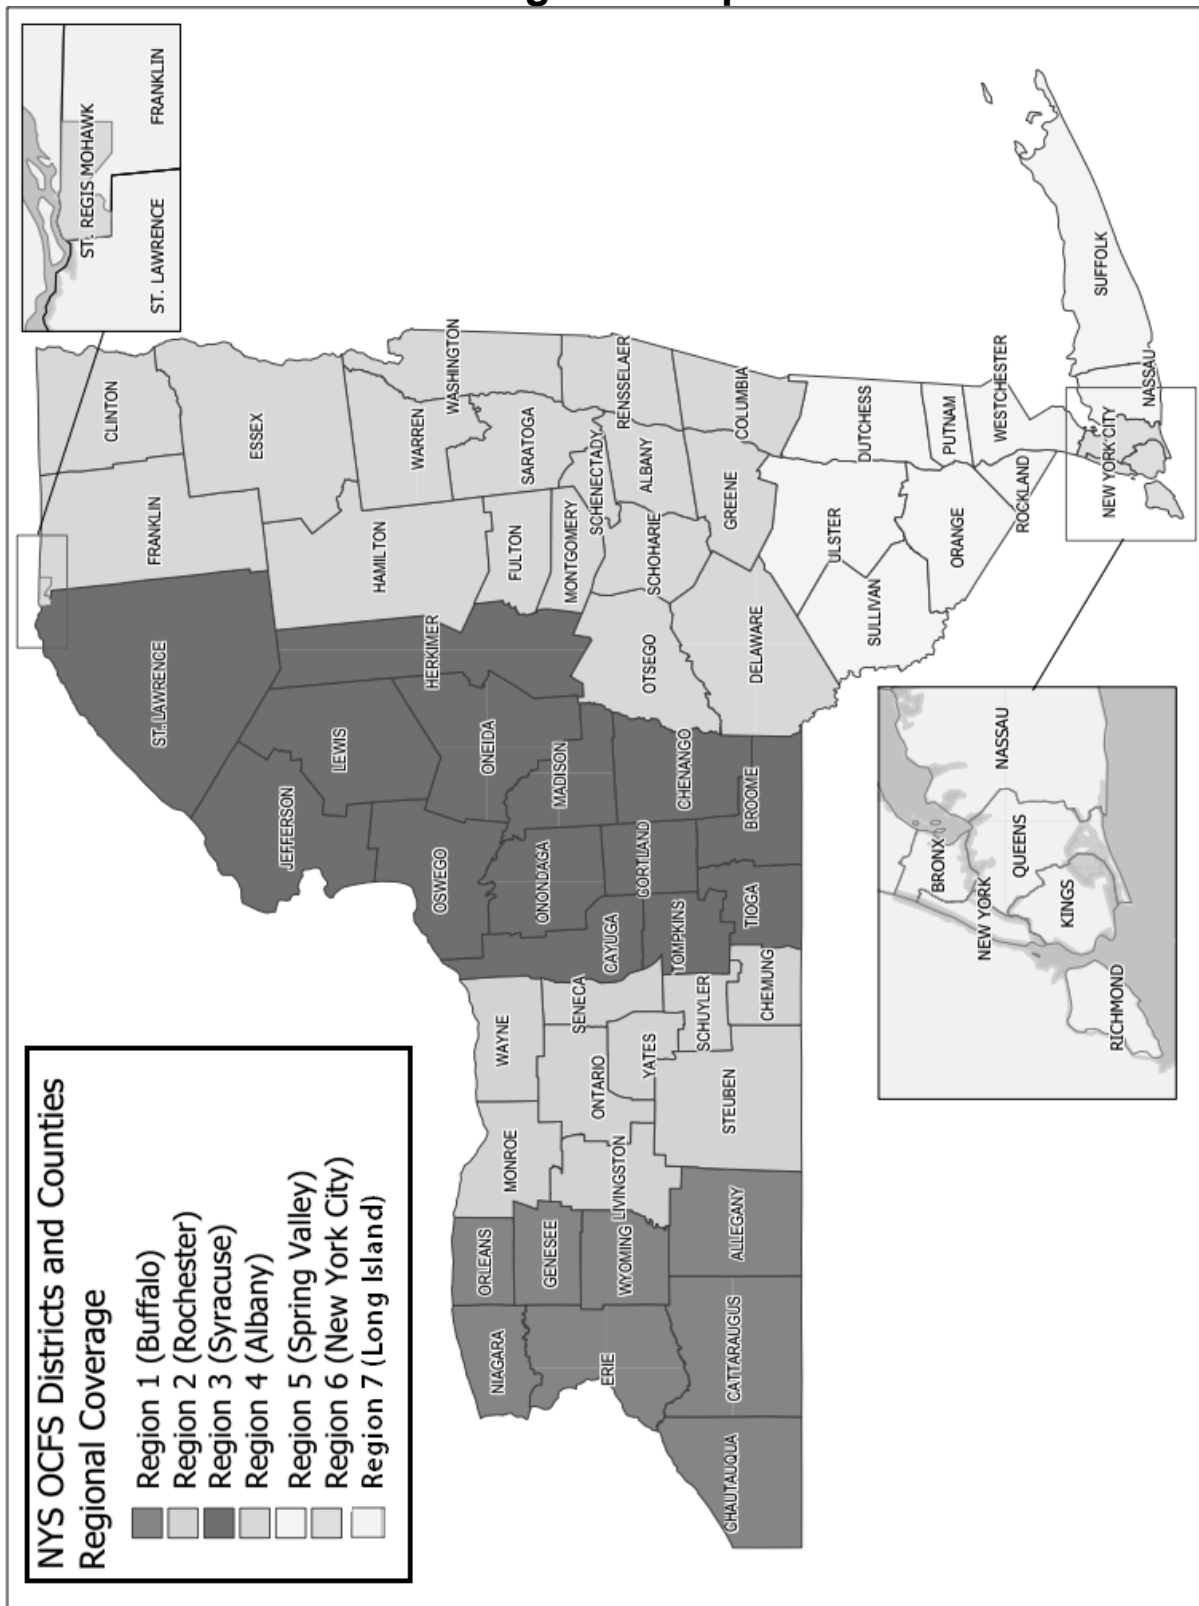 NYS OCFS Districts and Counties
Regional Coverage
Region 1 (Buffalo)
Region 2 (Rochester)
Region 3 (Syracuse)
Region 4 (Albany)
Region 5 (Spring Valley)
Region 6 (New York City)
Region 7 (Long Island)
ST. REGIS MOHAWK
ST. LAWRENCE
FRANKLIN
CLINTON
FRANKLIN
ST. LAWRENCE
ESSEX
JEFFERSON
LEWIS
HAMILTON
HERKIMER
WARREN
WASHINGTON
OSWEGO
ONEIDA
FULTON
SARATOGA
NIAGARA
ORLEANS
MONROE
WAYNE
ONONDAGA
MADISON
MONTGOMERY
SCHENECTADY
RENSSELAER
ERIE
GENESEE
WYOMING
LIVINGSTON
ONTARIO
SENECA
YATES
CAYUGA
CORTLAND
OTSEGO
SCHOHARIE
ALBANY
CHAUTAUQUA
CATTARAUGUS
ALLEGANY
STEUBEN
SCHUYLER
TOMPKINS
CHEMUNG
TIOGA
CHENANGO
BROOME
DELAWARE
GREENE
COLUMBIA
ULSTER
DUTCHESS
SULLIVAN
ORANGE
PUTNAM
ROCKLAND
WESTCHESTER
NEW YORK CITY
NASSAU
SUFFOLK
BRONX
NEW YORK
QUEENS
NASSAU
KINGS
RICHMOND